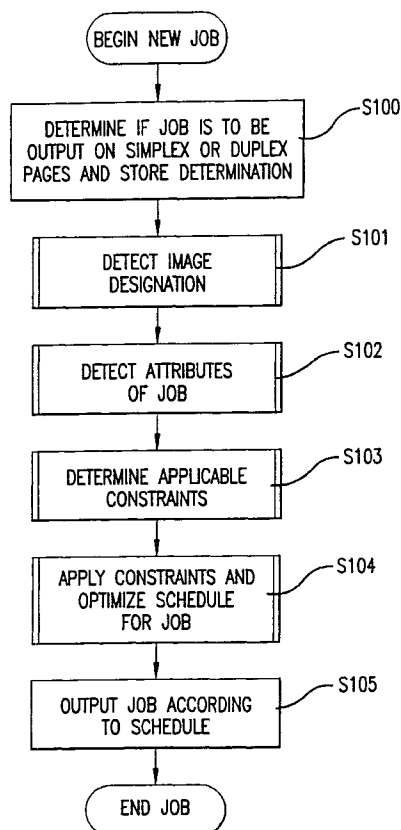 BEGIN NEW JOB
S100
DETERMINE IF JOB IS TO BE
OUTPUT ON SIMPLEX OR DUPLEX
PAGES AND STORE DETERMINATION
S101
DETECT IMAGE
DESIGNATION
S102
DETECT ATTRIBUTES
OF JOB
S103
DETERMINE APPLICABLE
CONSTRAINTS
S104
APPLY CONSTRAINTS AND
OPTIMIZE SCHEDULE
FOR JOB
S105
OUTPUT JOB ACCORDING
TO SCHEDULE
END JOB